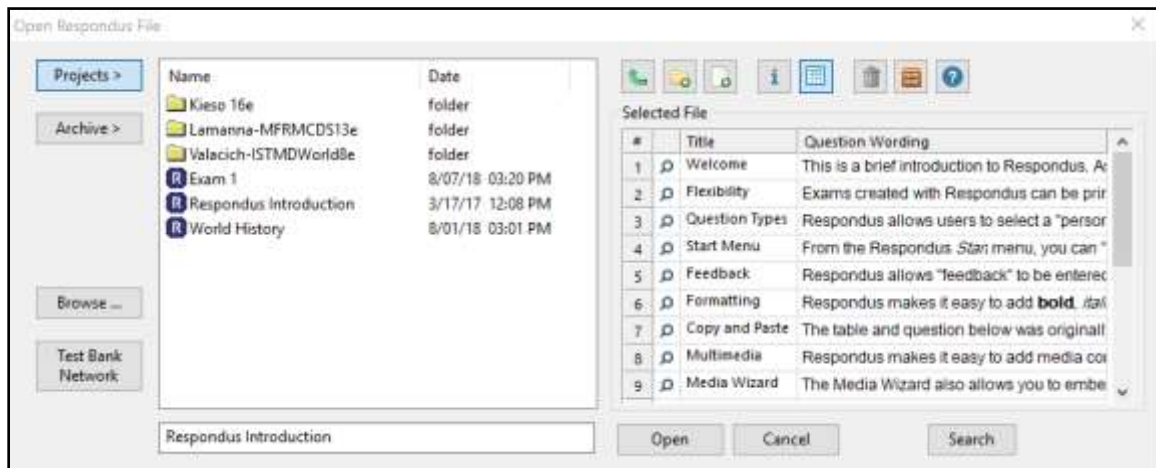 Open Respondus File
Projects >
Archive >
Browse ...
Test Bank
Network
Name Date
Kieso 16e folder
Lamanna-MFRMCDS13e folder
Valacich-ISTMDWorld8e folder
Exam 1 8/07/18 03:20 PM
Respondus Introduction 3/17/17 12:08 PM
World History 8/01/18 03:01 PM
Respondus Introduction
Selected File
# Title Question Wording
1 Welcome This is a brief introduction to Respondus.
2 Flexibility Exams created with Respondus can be
3 Question Types Respondus allows users to select a
4 Start Menu From the Respondus Start menu, you can "
5 Feedback Respondus allows "feedback" to be
6 Formatting Respondus makes it easy to add bold,
7 Copy and Paste The table and question below was
8 Multimedia Respondus makes it easy to add media
9 Media Wizard The Media Wizard also allows you to
Open Cancel Search